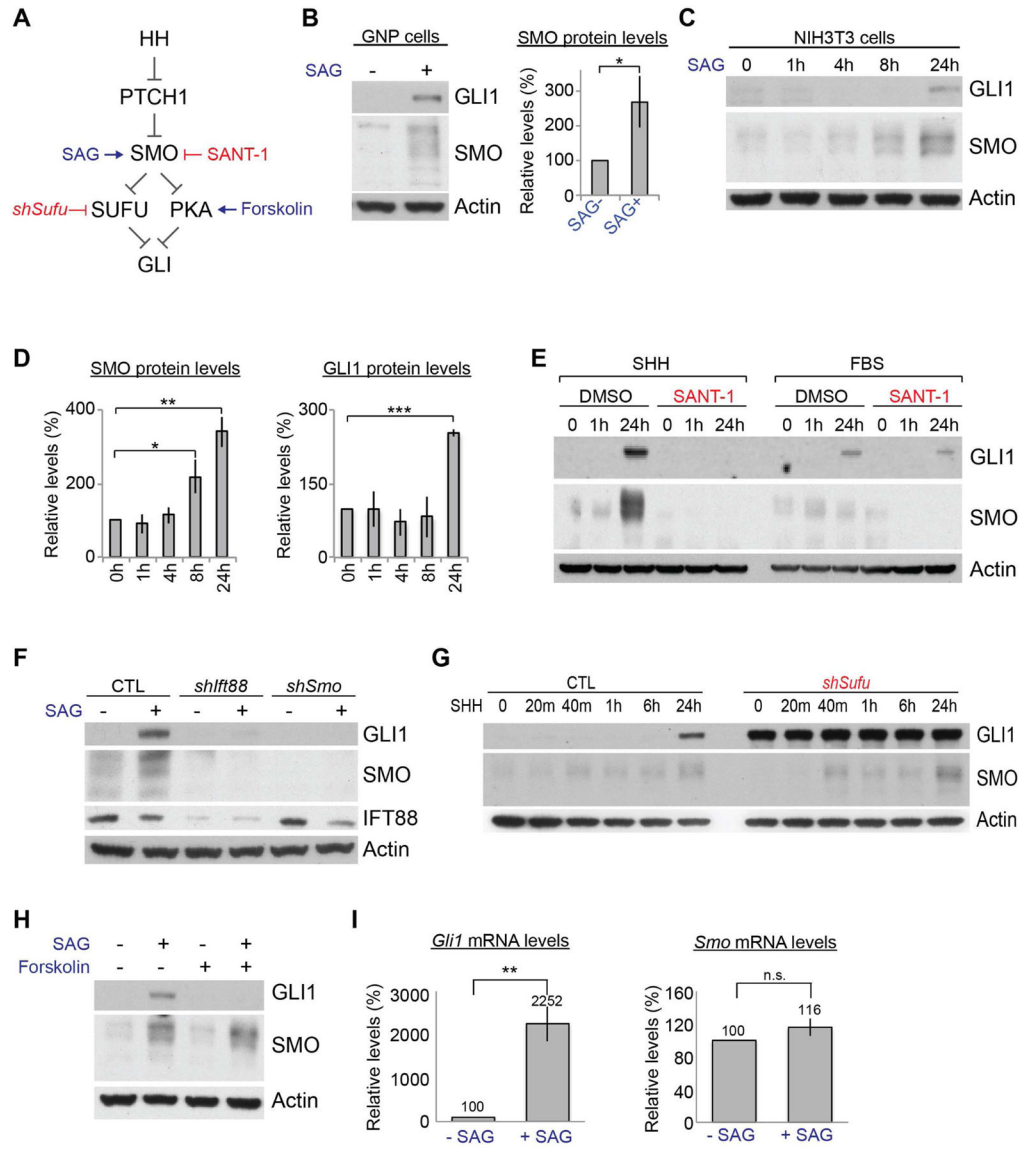 A
HH
PTCH1
SAG SMO SANT-1
shSufu SUFU PKA Forskolin
GLI
B
GNP cells
SAG - +
GLI1
SMO
Actin
SMO protein levels
Relative levels (%)
*
300
200
100
0
SAG- SAG+
C
NIH3T3 cells
SAG 0 1h 4h 8h 24h
GLI1
SMO
Actin
D
SMO protein levels
Relative levels (%)
**
*
400
200
0
0h 1h 4h 8h 24h
GLI1 protein levels
Relative levels (%)
***
300
150
0
0h 1h 4h 8h 24h
E
SHH FBS
DMSO SANT-1 DMSO SANT-1
0 1h 24h 0 1h 24h 0 1h 24h 0 1h 24h
GLI1
SMO
Actin
F
CTL shIft88 shSmo
SAG - + - + - +
GLI1
SMO
IFT88
Actin
G
CTL shSufu
SHH 0 20m 40m 1h 6h 24h 0 20m 40m 1h 6h 24h
GLI1
SMO
Actin
H
SAG - + - +
Forskolin - - + +
GLI1
SMO
Actin
I
Gli1 mRNA levels
Relative levels (%)
**
3000
2000
1000
0
100 2252
- SAG + SAG
Smo mRNA levels
Relative levels (%)
n.s.
160
120
80
40
0
100 116
- SAG + SAG